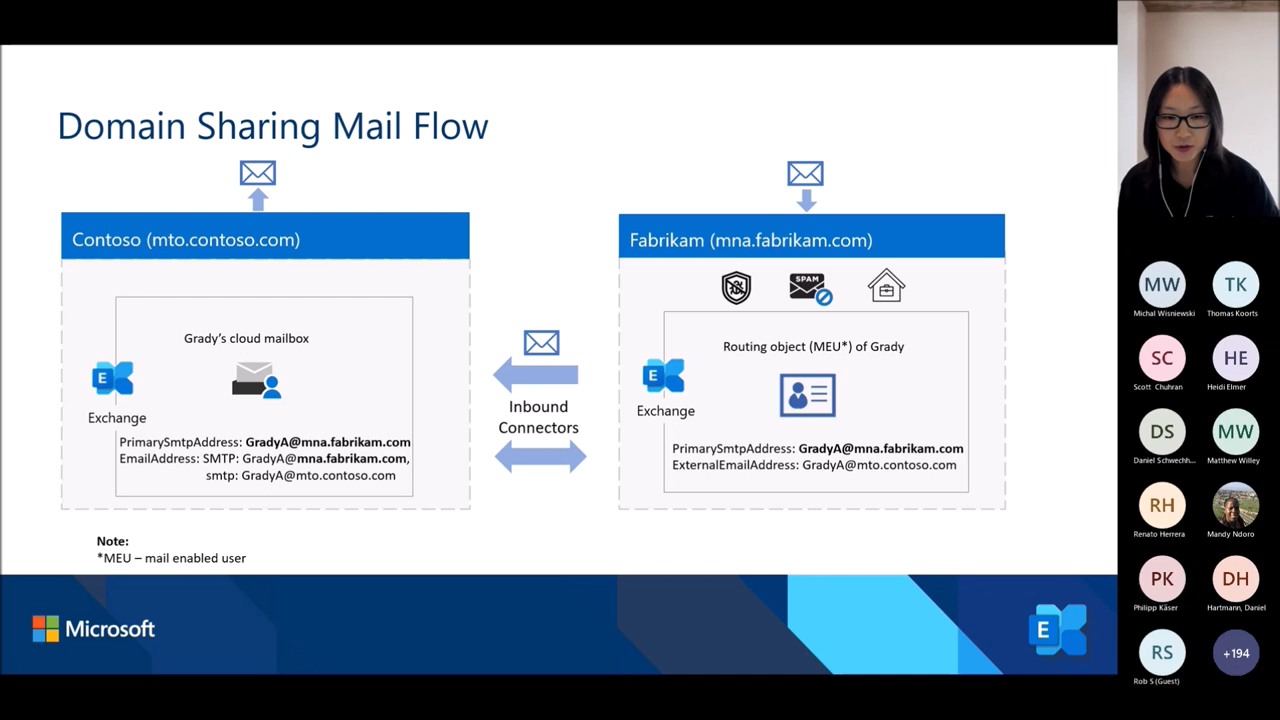 Domain Sharing Mail Flow
Contoso (mto.contoso.com)
Grady's cloud mailbox
E
Exchange
PrimarySmtpAddress: GradyA@mna.fabrikam.com
EmailAddress: SMTP: GradyA@mna.fabrikam.com,
smtp: GradyA@mto.contoso.com
Inbound
Connectors
Fabrikam (mna.fabrikam.com)
SPAM
Routing object (MEU*) of Grady
E
Exchange
PrimarySmtpAddress: GradyA@mna.fabrikam.com
ExternalEmailAddress: GradyA@mto.contoso.com
Note:
*MEU – mail enabled user
Microsoft
E
MW
Michal Wisniewski
TK
Thomas Koorts
SC
Scott Chuhran
HE
Heidi Elmer
DS
Daniel Schwechh...
MW
Matthew Willey
RH
Renato Herrera
Mandy Ndoro
PK
Philipp Käser
DH
Hartmann, Daniel
RS
Rob S (Guest)
+194